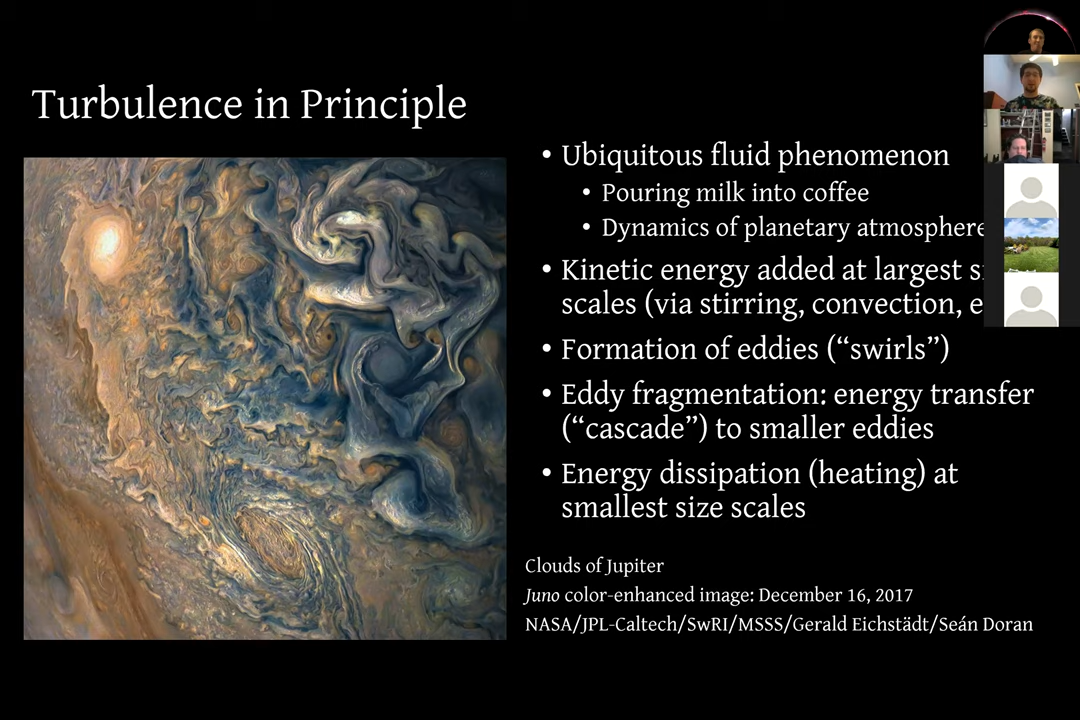 Turbulence in Principle
• Ubiquitous fluid phenomenon
• Pouring milk into coffee
• Dynamics of planetary atmosphere
• Kinetic energy added at largest
scales (via stirring, convection,
• Formation of eddies (“swirls”)
• Eddy fragmentation: energy transfer
(“cascade”) to smaller eddies
• Energy dissipation (heating) at
smallest size scales
Clouds of Jupiter
Juno color-enhanced image: December 16, 2017
NASA/JPL-Caltech/SwRI/MSSS/Gerald Eichstädt/Seán Doran